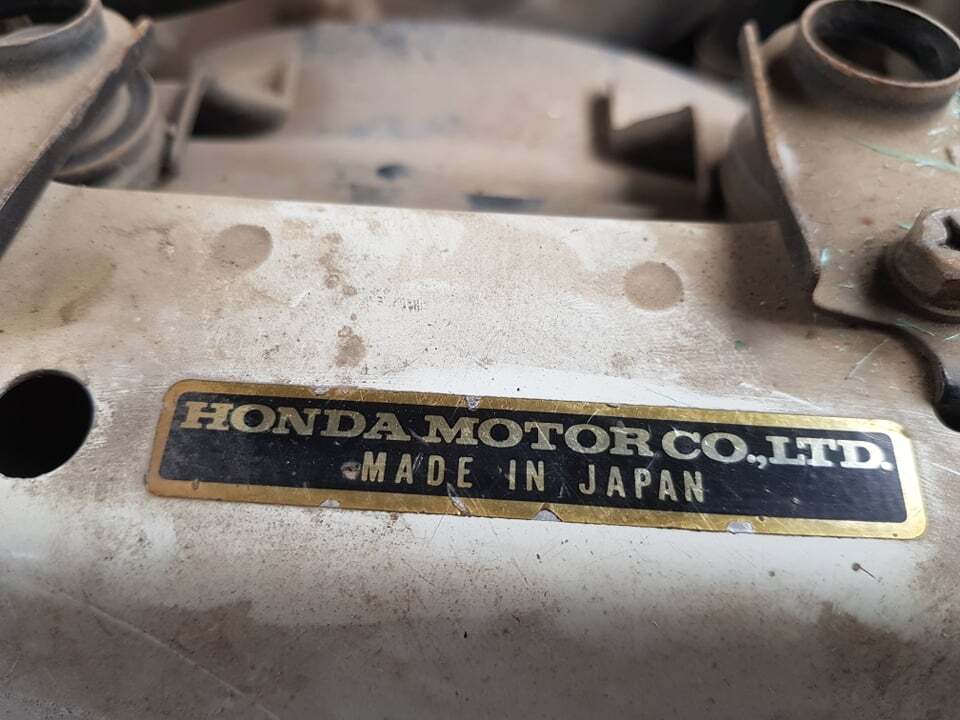 HONDA MOTOR CO.,LTD.
MADE IN JAPAN